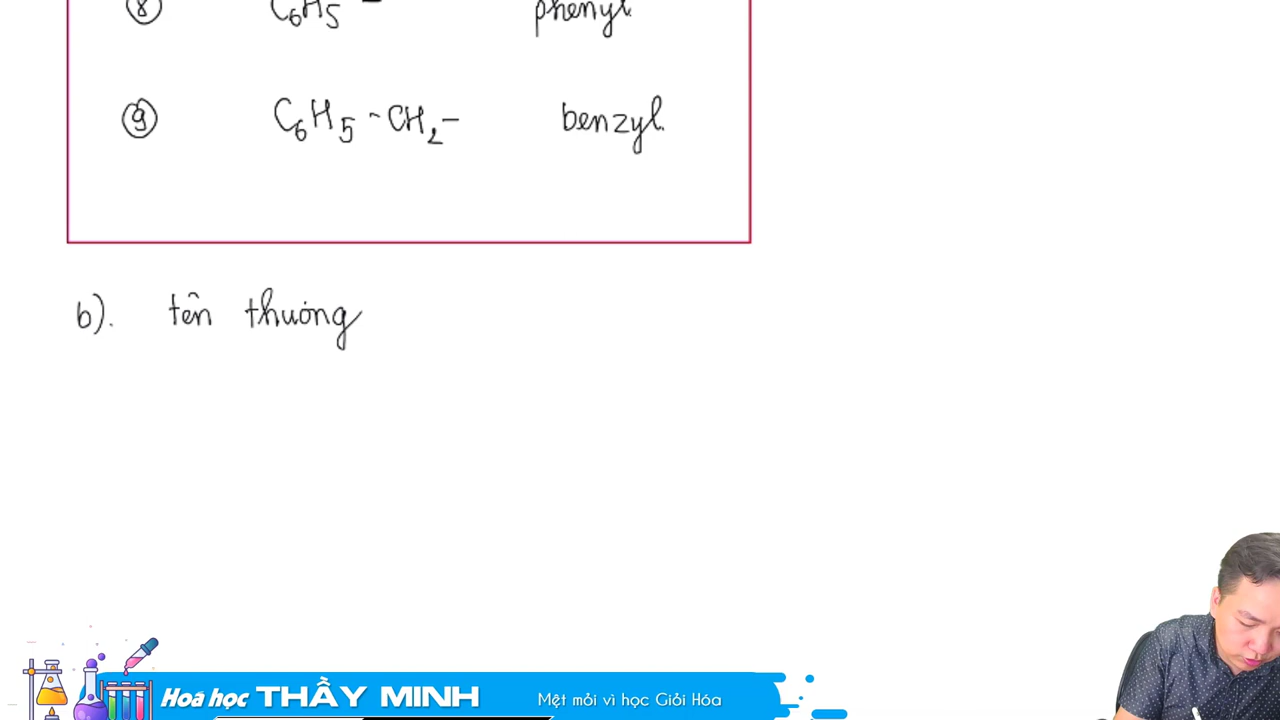 ⑧ C₆H₅ – phenyl.
⑨ C₆H₅ - CH₂ – benzyl.
b). tên thường
Hoá học THẦY MINH Mệt mỏi vì học Giỏi Hóa